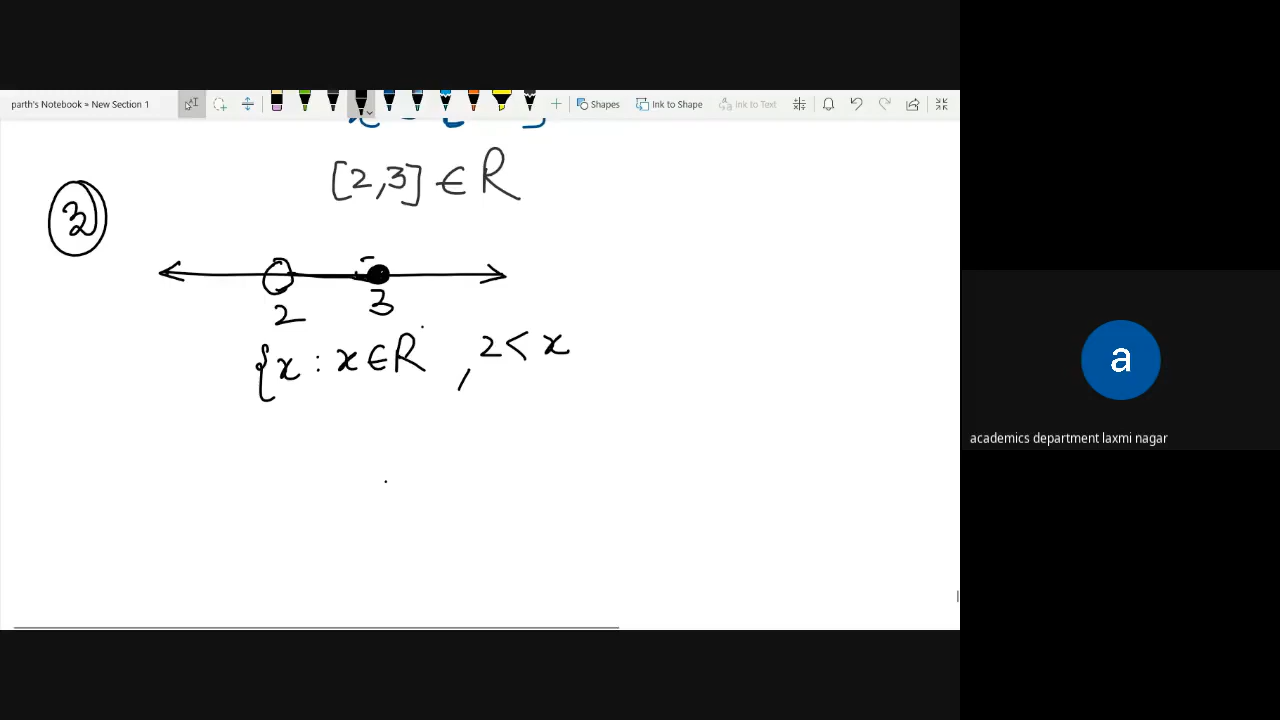 parth's Notebook > New Section 1
Shapes
Ink to Shape
Ink to Text
[2,3] ∈ R
3
2 3
{x : x ∈ R , 2 < x
a
academics department laxmi nagar